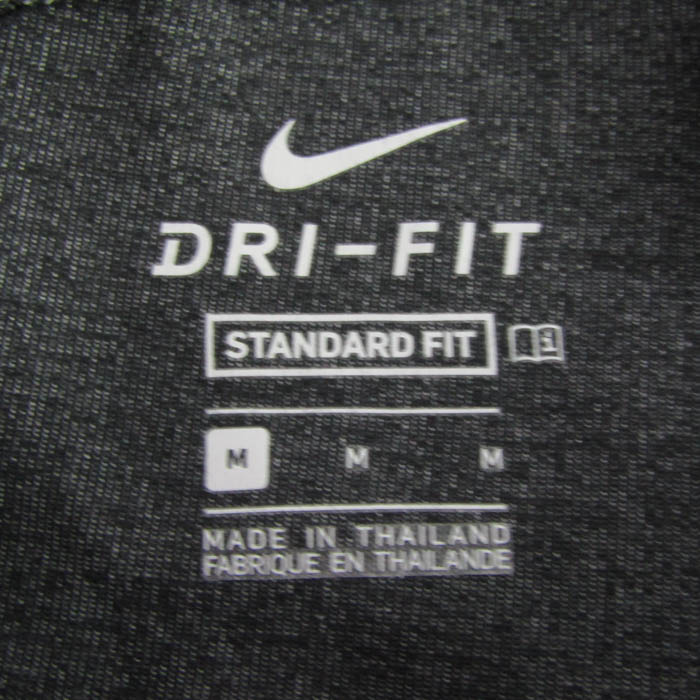 DRI-FIT
STANDARD FIT
M M M
MADE IN THAILAND
FABRIQUE EN THAILANDE